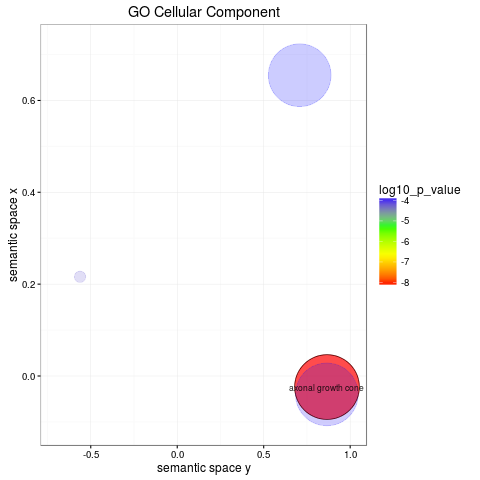 GO Cellular Component
semantic space x
0.6
0.4
0.2
0.0
axonal growth cone
-0.5
0.0
0.5
1.0
semantic space y
log10_p_value
-4
-5
-6
-7
-8